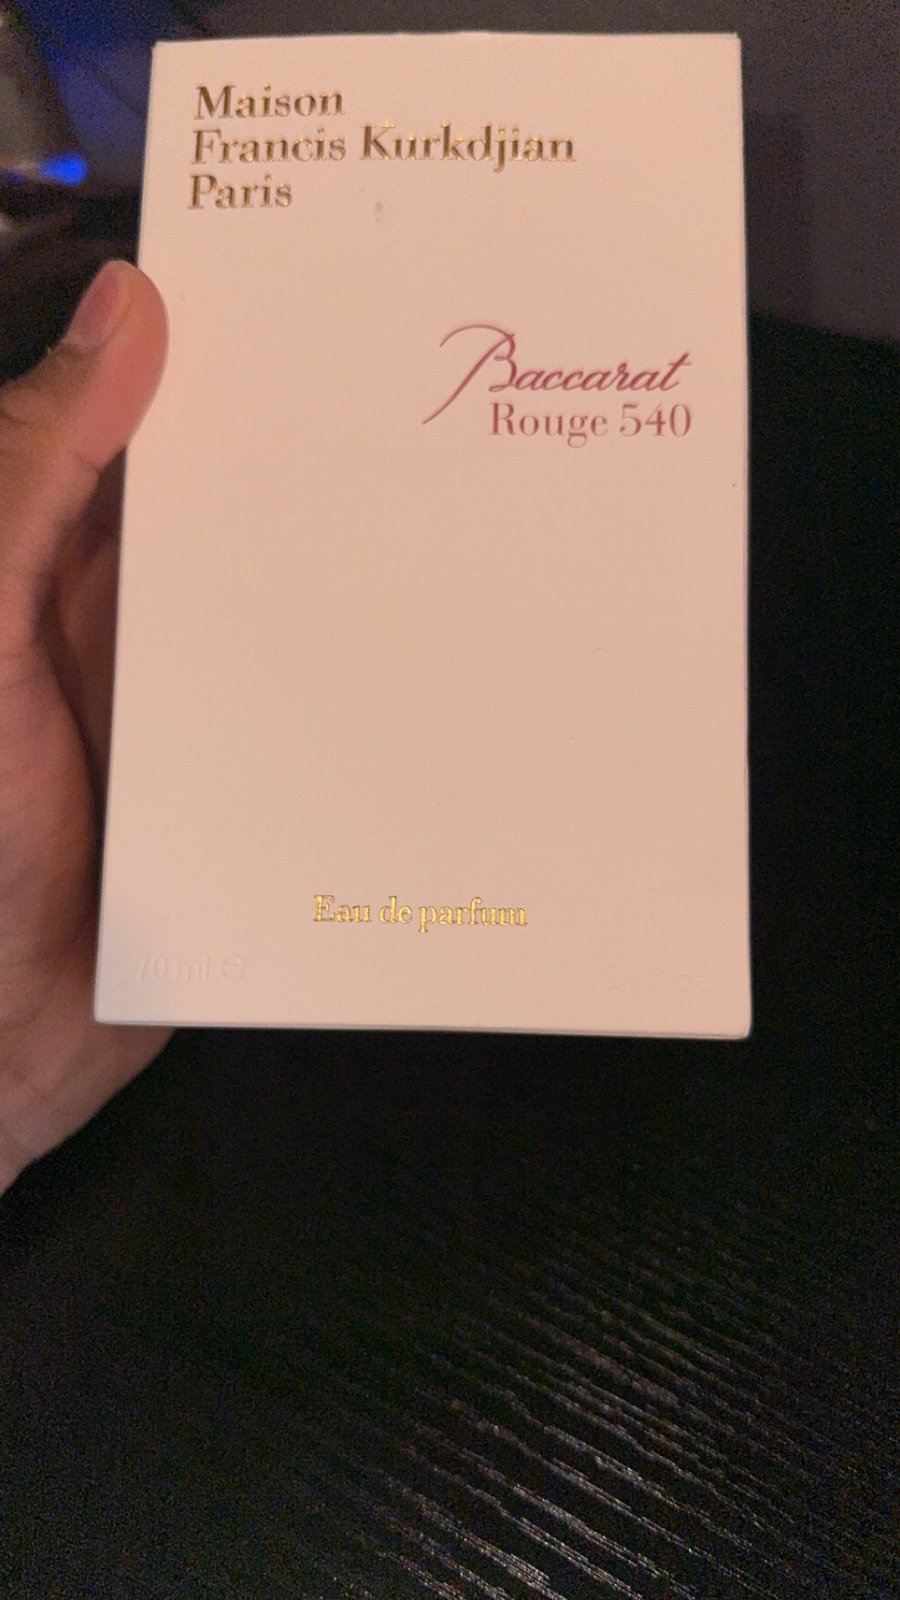 Maison
Francis Kurkdjian
Paris
Baccarat
Rouge 540
Eau de parfum
70 ml ℮